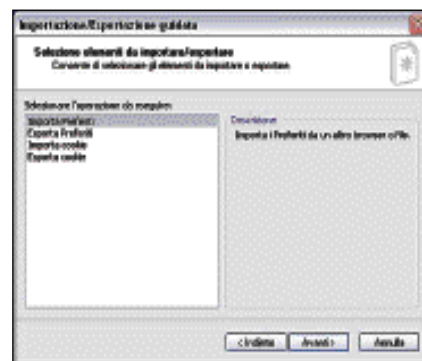 Importazione/Esportazione guidata
Selezione elementi da importare/esportare
Consente di selezionare gli elementi da importare o esportare.
Selezionare l'operazione da eseguire:
Importa Preferiti
Esporta Preferiti
Importa cookie
Esporta cookie
Descrizione
Importa i Preferiti da un altro browser o file.
< Indietro
Avanti >
Annulla